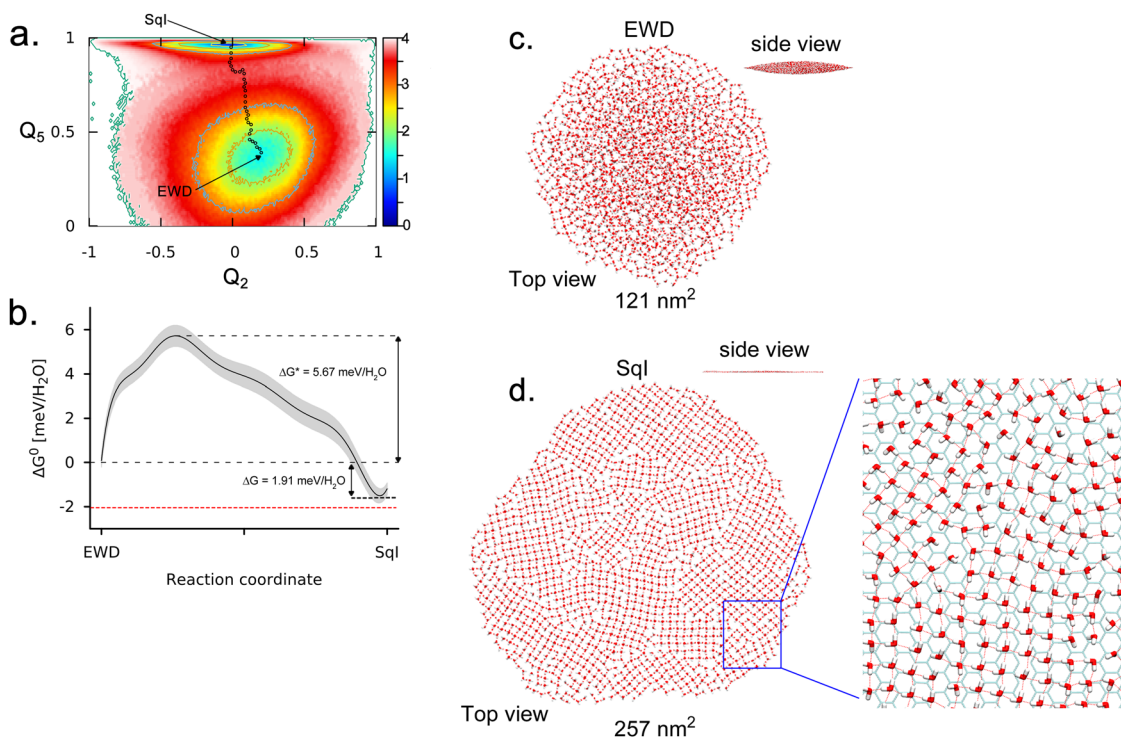 a.
SqI
1
0.5
0
Q5
EWD
-1
-0.5
0
0.5
1
Q2
4
3
2
1
0
b.
6
4
2
0
-2
ΔG⁰ [meV/H₂O]
ΔG* = 5.67 meV/H₂O
ΔG = 1.91 meV/H₂O
EWD
SqI
Reaction coordinate
c.
EWD
side view
Top view
121 nm²
d.
SqI
side view
Top view
257 nm²